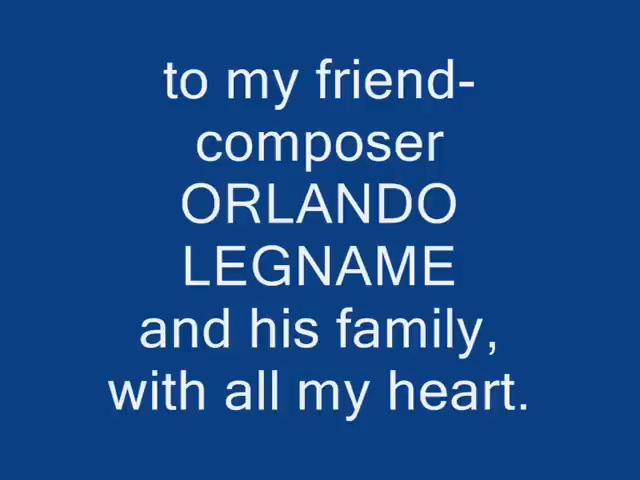 to my friend-
composer
ORLANDO
LEGNAME
and his family,
with all my heart.